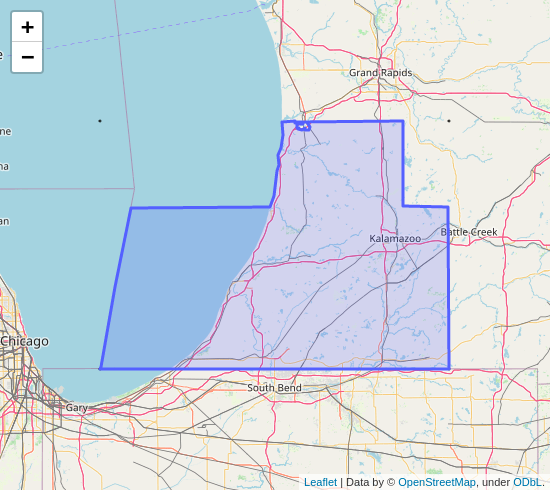 +
−
Grand Rapids
ne
na
an
Battle Creek
Kalamazoo
Chicago
South Bend
Gary
Leaflet | Data by © OpenStreetMap, under ODbL.